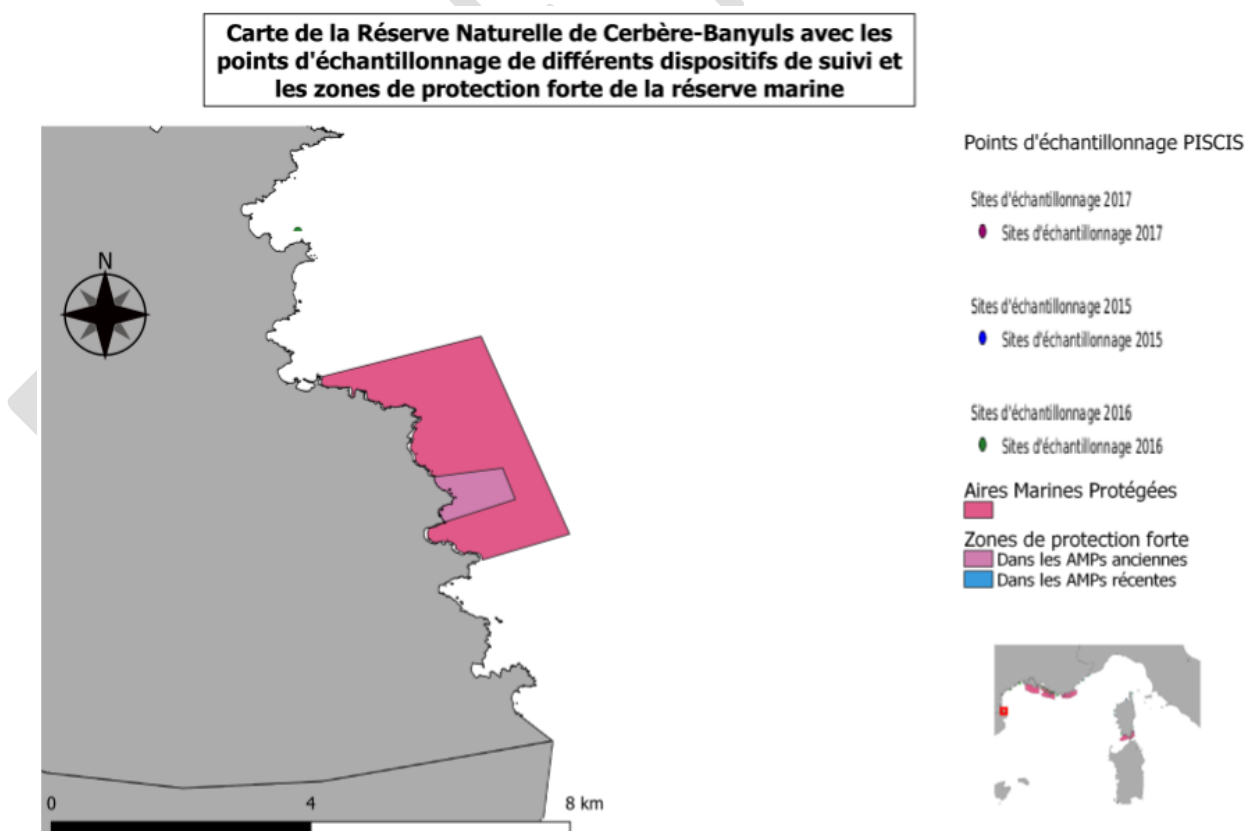 Carte de la Réserve Naturelle de Cerbère-Banyuls avec les
points d'échantillonnage de différents dispositifs de suivi et
les zones de protection forte de la réserve marine
N
0 4 8 km
Points d'échantillonnage PISCIS
Sites d'échantillonnage 2017
Sites d'échantillonnage 2017
Sites d'échantillonnage 2015
Sites d'échantillonnage 2015
Sites d'échantillonnage 2016
Sites d'échantillonnage 2016
Aires Marines Protégées
Zones de protection forte
Dans les AMPs anciennes
Dans les AMPs récentes